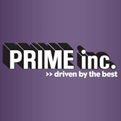 PRIME inc.
>> driven by the best